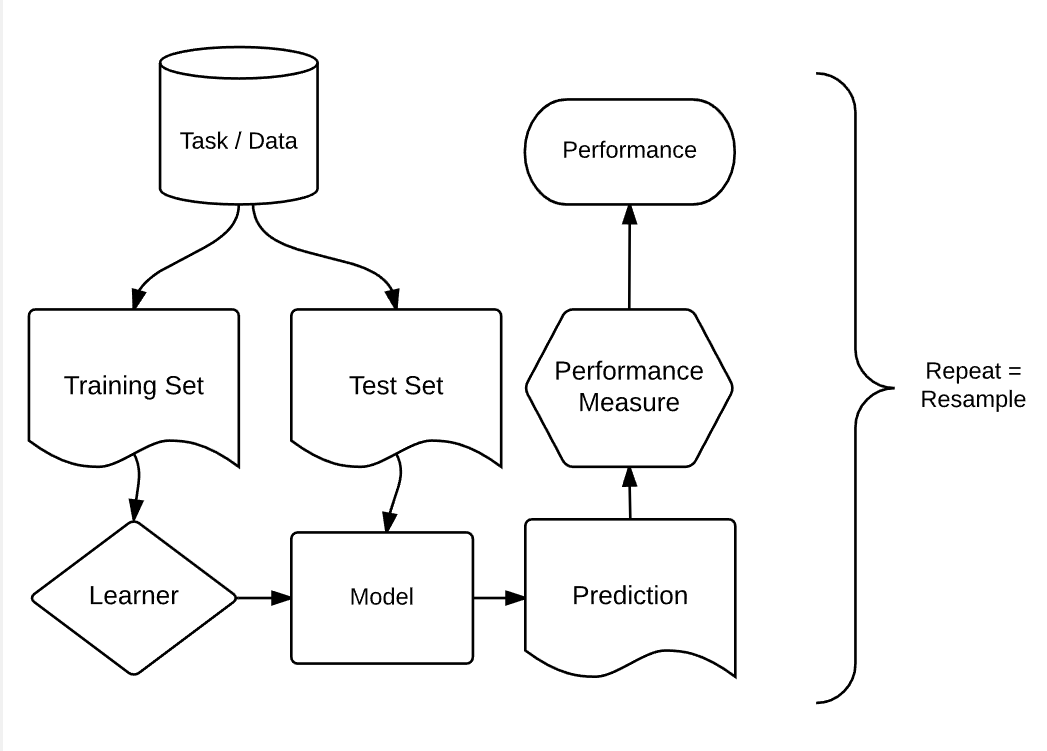 Task / Data
Performance
Training Set
Test Set
Performance
Measure
Repeat =
Resample
Learner
Model
Prediction